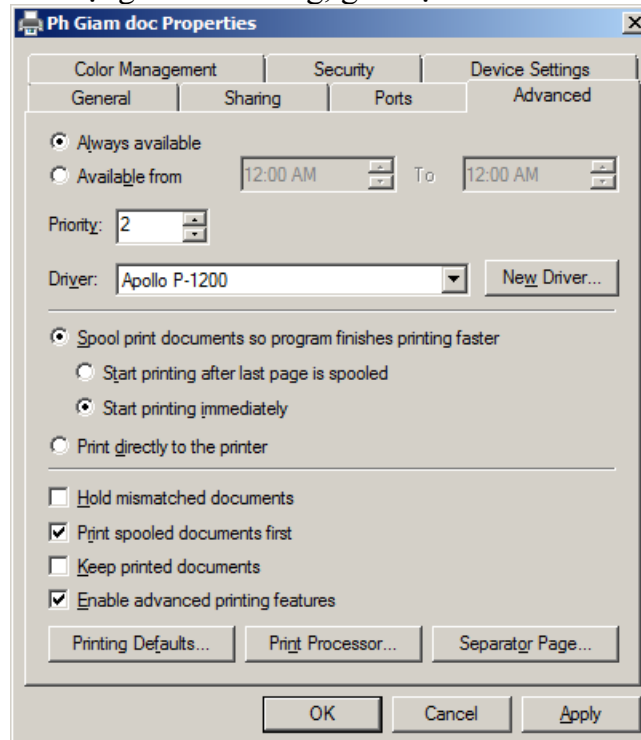 Ph Giam doc Properties
Color Management Security Device Settings
General Sharing Ports Advanced
Always available
Available from 12:00 AM To 12:00 AM
Priority: 2
Driver: Apollo P-1200 New Driver...
Spool print documents so program finishes printing faster
Start printing after last page is spooled
Start printing immediately
Print directly to the printer
Hold mismatched documents
Print spooled documents first
Keep printed documents
Enable advanced printing features
Printing Defaults... Print Processor... Separator Page...
OK Cancel Apply